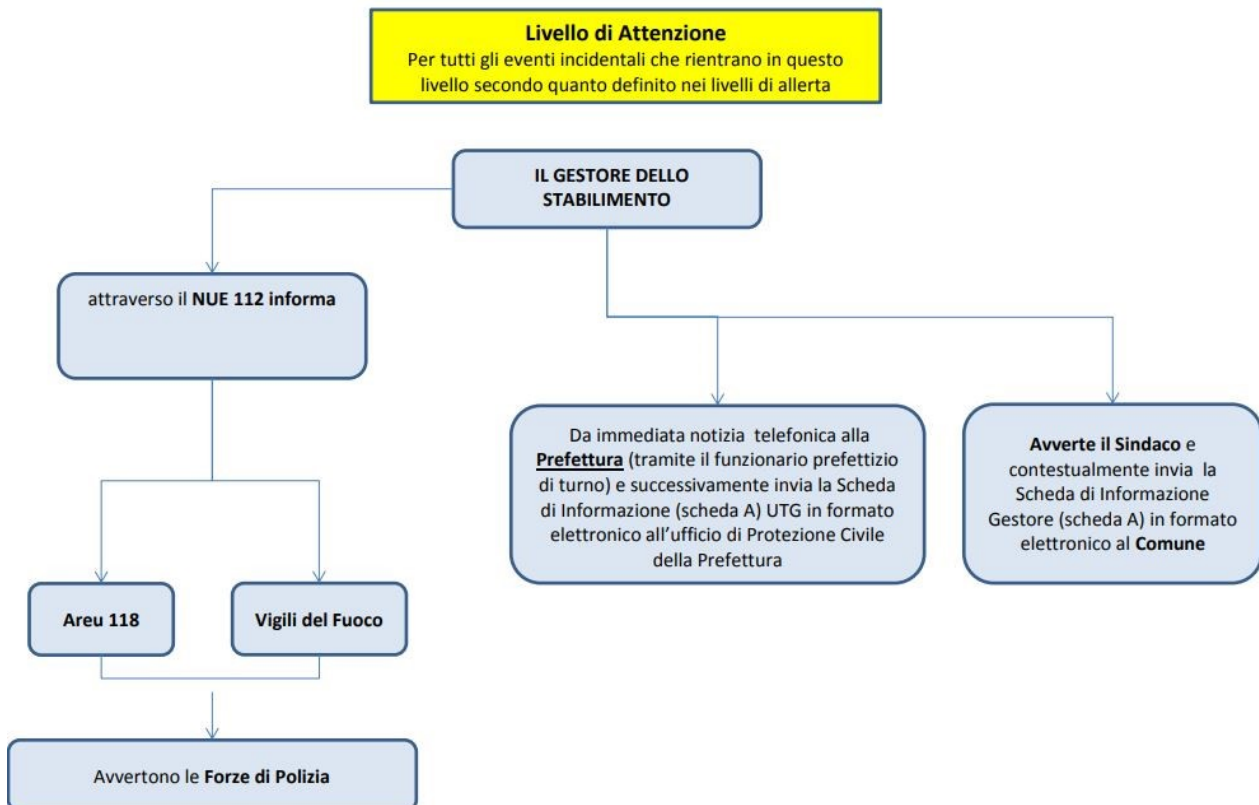 Livello di Attenzione
Per tutti gli eventi incidentali che rientrano in questo
livello secondo quanto definito nei livelli di allerta
IL GESTORE DELLO
STABILIMENTO
attraverso il NUE 112 informa
Da immediata notizia telefonica alla
Prefettura (tramite il funzionario prefettizio
di turno) e successivamente invia la Scheda
di Informazione (scheda A) UTG in formato
elettronico all'ufficio di Protezione Civile
della Prefettura
Avverte il Sindaco e
contestualmente invia la
Scheda di Informazione
Gestore (scheda A) in formato
elettronico al Comune
Areu 118
Vigili del Fuoco
Avvertono le Forze di Polizia